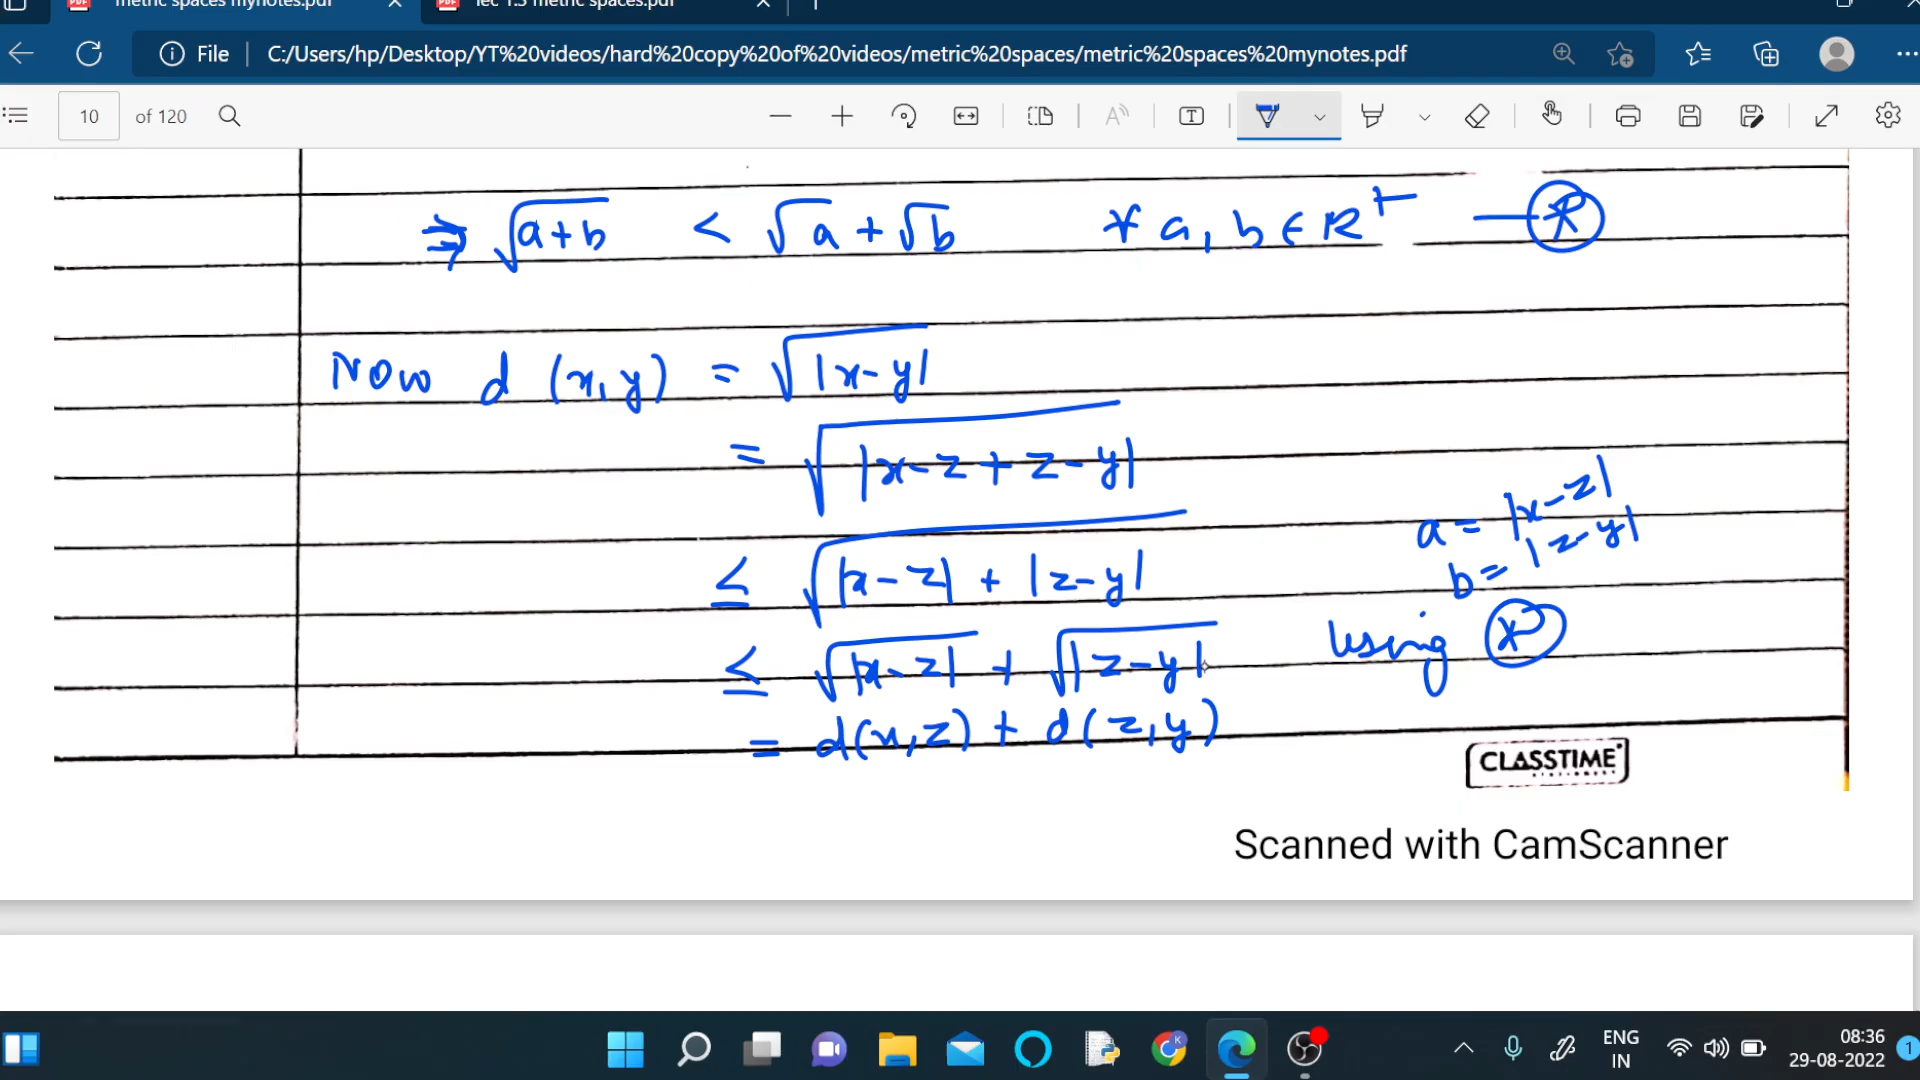 metric spaces mynotes.pdf
lec 1.3 metric spaces.pdf
File C:/Users/hp/Desktop/YT%20videos/hard%20copy%20of%20videos/metric%20spaces/metric%20spaces%20mynotes.pdf
10 of 120
⇒ √(a+b) < √a + √b ∀ a, b ∈ R⁺ — ⊛
Now d (x,y) = √|x-y|
= √|x-z+z-y|
≤ √(|x-z| + |z-y|)
a = |x-z|
b = |z-y|
≤ √|x-z| + √|z-y| using ⊛
= d(x,z) + d(z,y)
CLASSTIME
Scanned with CamScanner
ENG
IN
08:36
29-08-2022
1